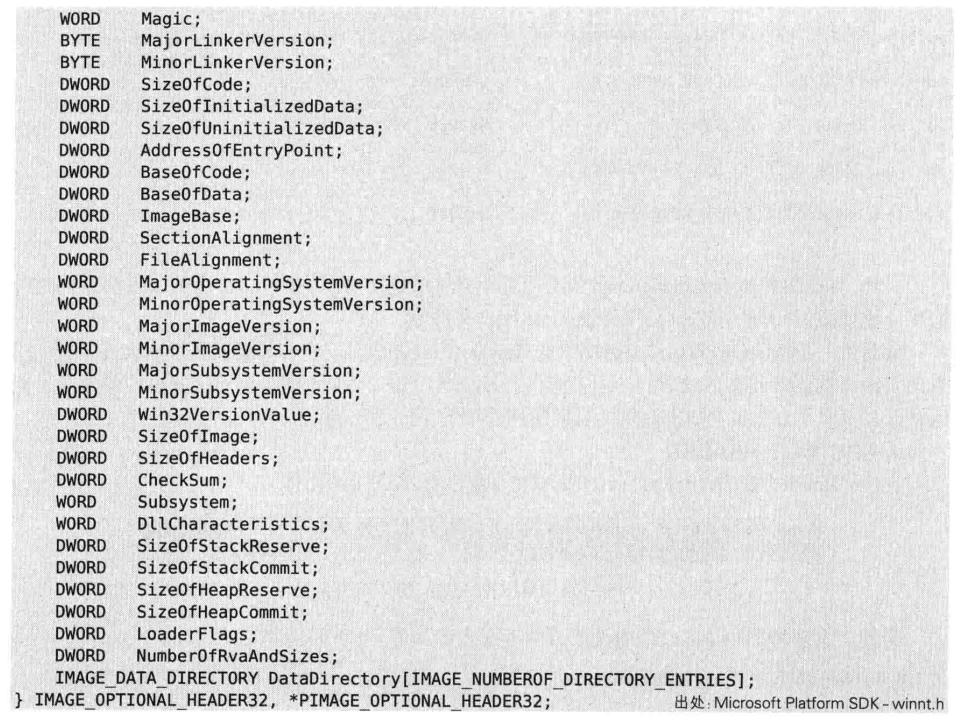 WORD Magic;
BYTE MajorLinkerVersion;
BYTE MinorLinkerVersion;
DWORD SizeOfCode;
DWORD SizeOfInitializedData;
DWORD SizeOfUninitializedData;
DWORD AddressOfEntryPoint;
DWORD BaseOfCode;
DWORD BaseOfData;
DWORD ImageBase;
DWORD SectionAlignment;
DWORD FileAlignment;
WORD MajorOperatingSystemVersion;
WORD MinorOperatingSystemVersion;
WORD MajorImageVersion;
WORD MinorImageVersion;
WORD MajorSubsystemVersion;
WORD MinorSubsystemVersion;
DWORD Win32VersionValue;
DWORD SizeOfImage;
DWORD SizeOfHeaders;
DWORD CheckSum;
WORD Subsystem;
WORD DllCharacteristics;
DWORD SizeOfStackReserve;
DWORD SizeOfStackCommit;
DWORD SizeOfHeapReserve;
DWORD SizeOfHeapCommit;
DWORD LoaderFlags;
DWORD NumberOfRvaAndSizes;
IMAGE_DATA_DIRECTORY DataDirectory[IMAGE_NUMBEROF_DIRECTORY_ENTRIES];
} IMAGE_OPTIONAL_HEADER32, *PIMAGE_OPTIONAL_HEADER32; 出处: Microsoft Platform SDK - winnt.h